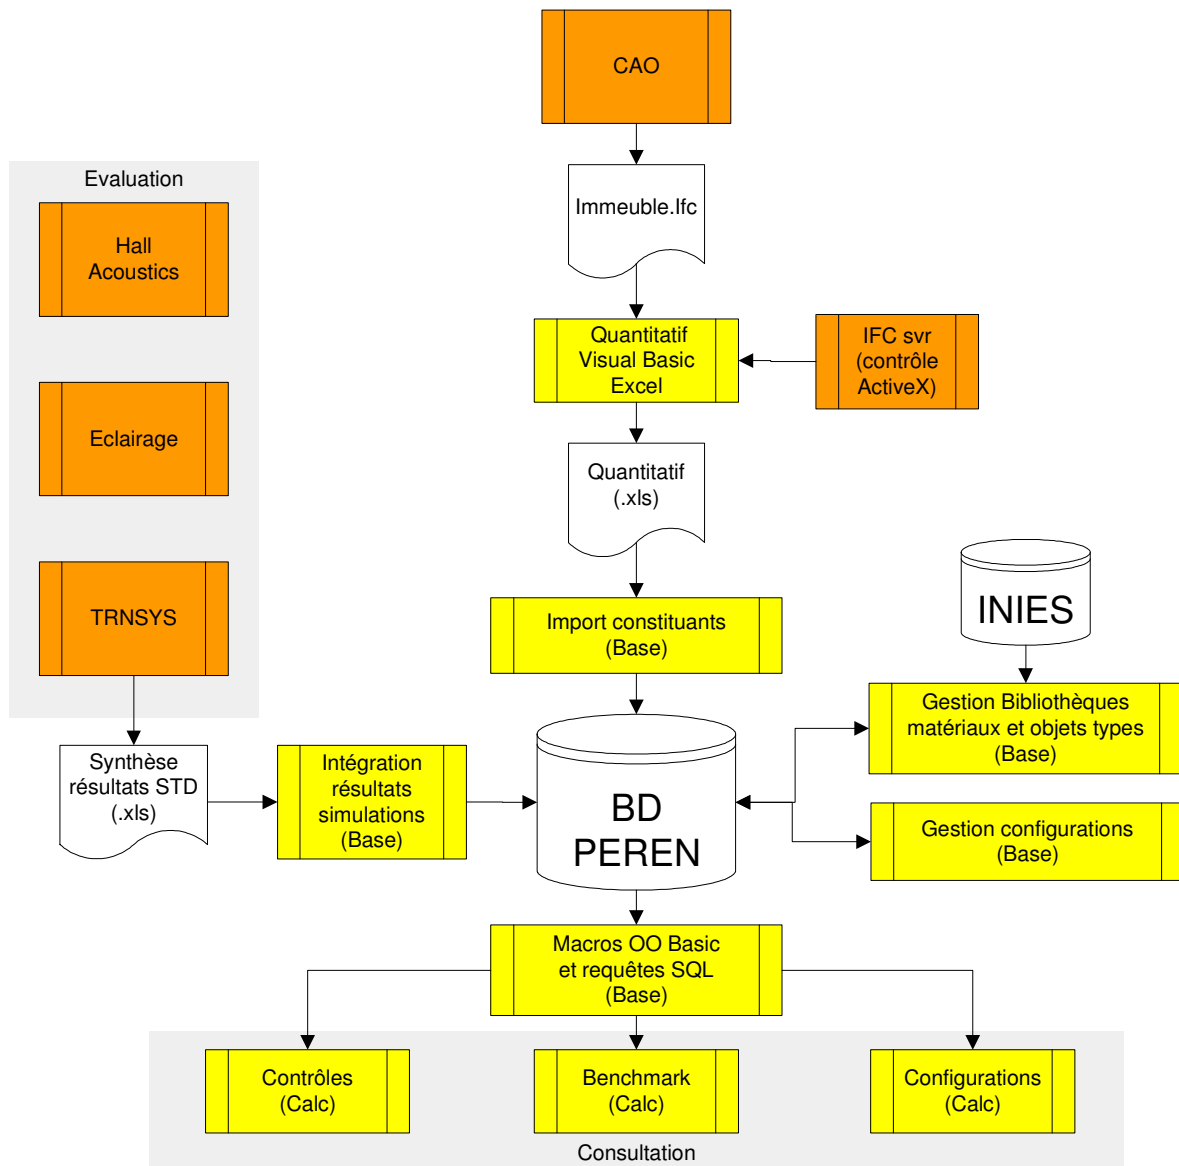 CAO
Immeuble.Ifc
Evaluation
Hall
Acoustics
Eclairage
TRNSYS
Quantitatif
Visual Basic
Excel
IFC svr
(contrôle
ActiveX)
Quantitatif
(.xls)
Import constituants
(Base)
INIES
Gestion Bibliothèques
matériaux et objets types
(Base)
Synthèse
résultats STD
(.xls)
Intégration
résultats
simulations
(Base)
BD
PEREN
Gestion configurations
(Base)
Macros OO Basic
et requêtes SQL
(Base)
Contrôles
(Calc)
Benchmark
(Calc)
Configurations
(Calc)
Consultation